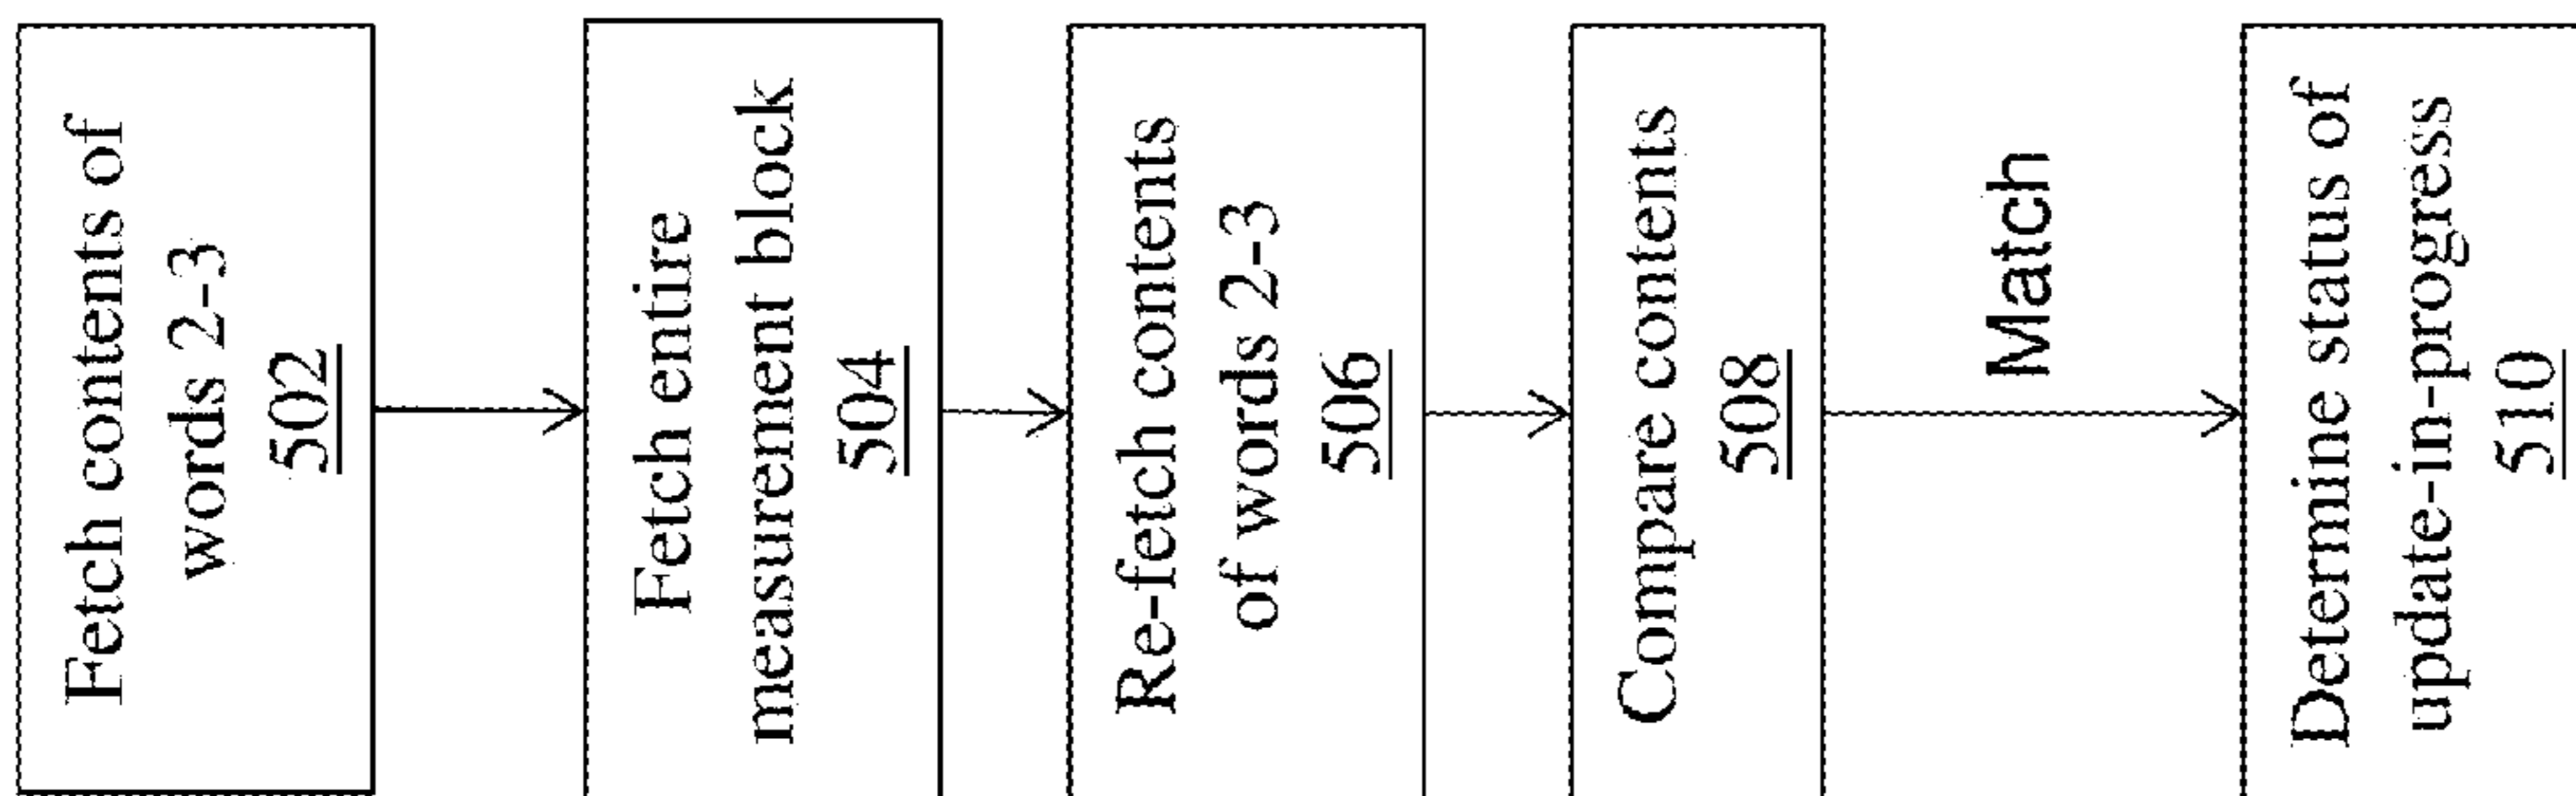 Fetch contents of
words 2-3
502
Fetch entire
measurement block
504
Re-fetch contents
of words 2-3
506
Compare contents
508
Match
Determine status of
update-in-progress
510